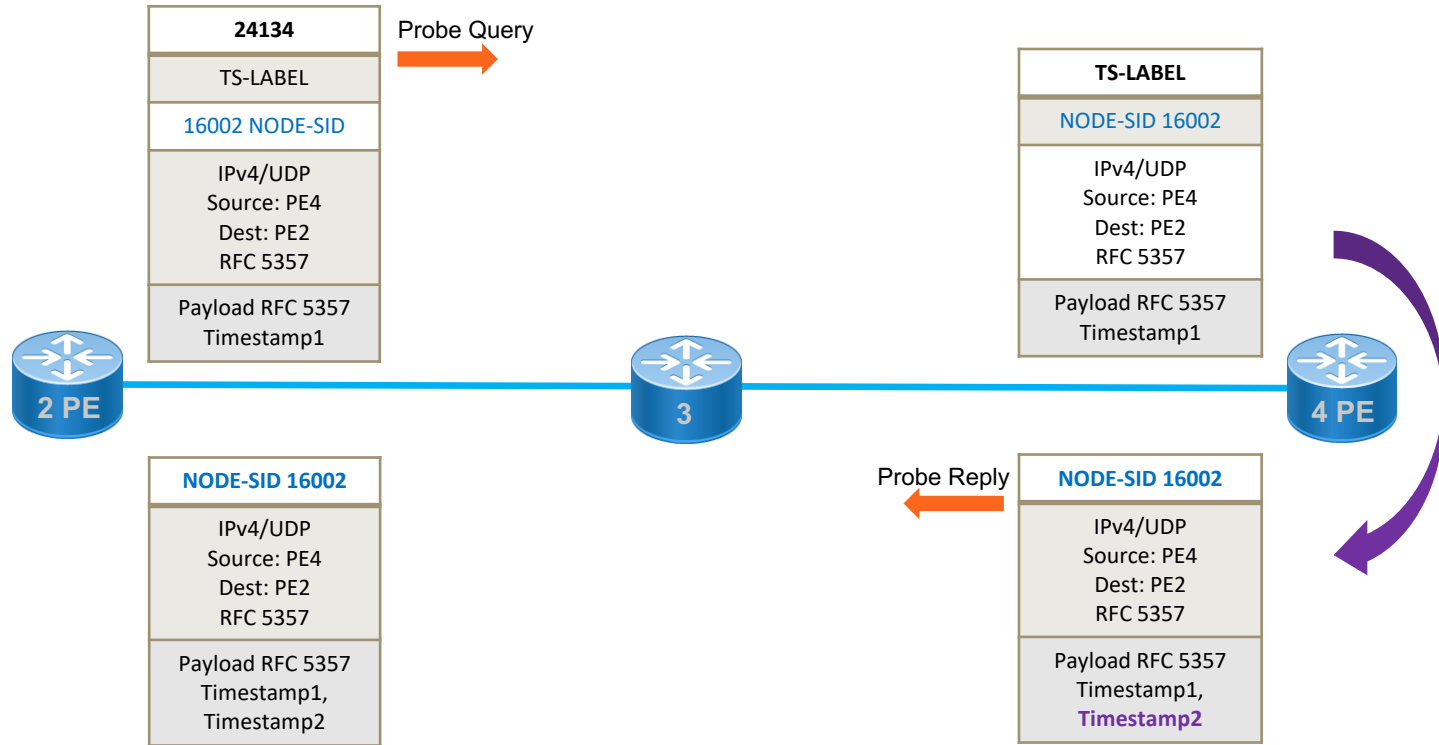 24134
TS-LABEL
16002 NODE-SID
IPv4/UDP
Source: PE4
Dest: PE2
RFC 5357
Payload RFC 5357
Timestamp1
Probe Query
TS-LABEL
NODE-SID 16002
IPv4/UDP
Source: PE4
Dest: PE2
RFC 5357
Payload RFC 5357
Timestamp1
2 PE
3
4 PE
NODE-SID 16002
IPv4/UDP
Source: PE4
Dest: PE2
RFC 5357
Payload RFC 5357
Timestamp1,
Timestamp2
Probe Reply
NODE-SID 16002
IPv4/UDP
Source: PE4
Dest: PE2
RFC 5357
Payload RFC 5357
Timestamp1,
Timestamp2